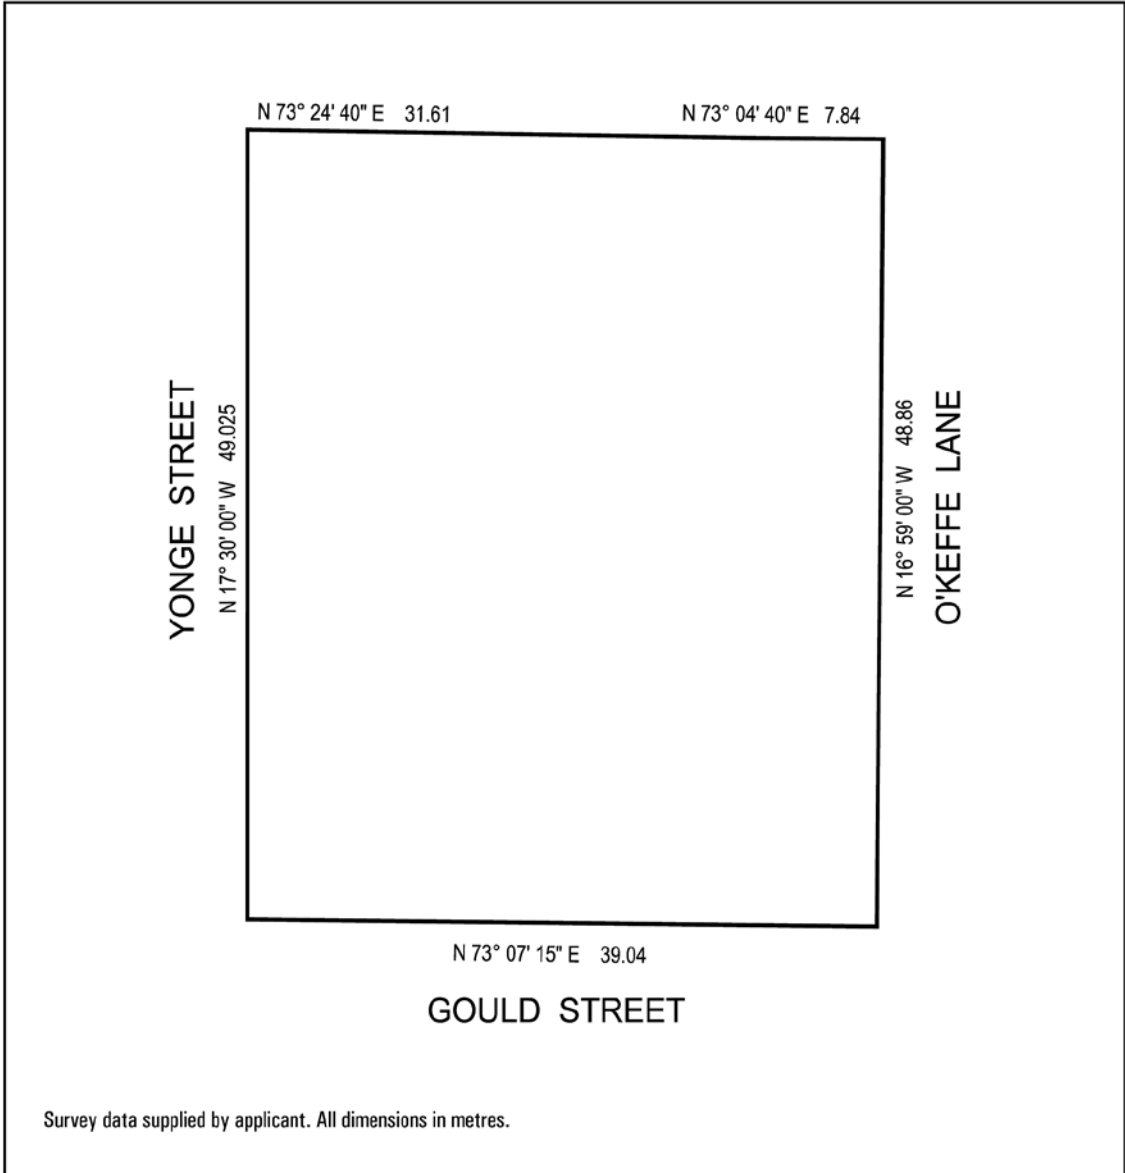 N 73° 24' 40" E 31.61
N 73° 04' 40" E 7.84
YONGE STREET
N 17° 30' 00" W 49.025
N 16° 59' 00" W 48.86
O'KEFFE LANE
N 73° 07' 15" E 39.04
GOULD STREET
Survey data supplied by applicant. All dimensions in metres.